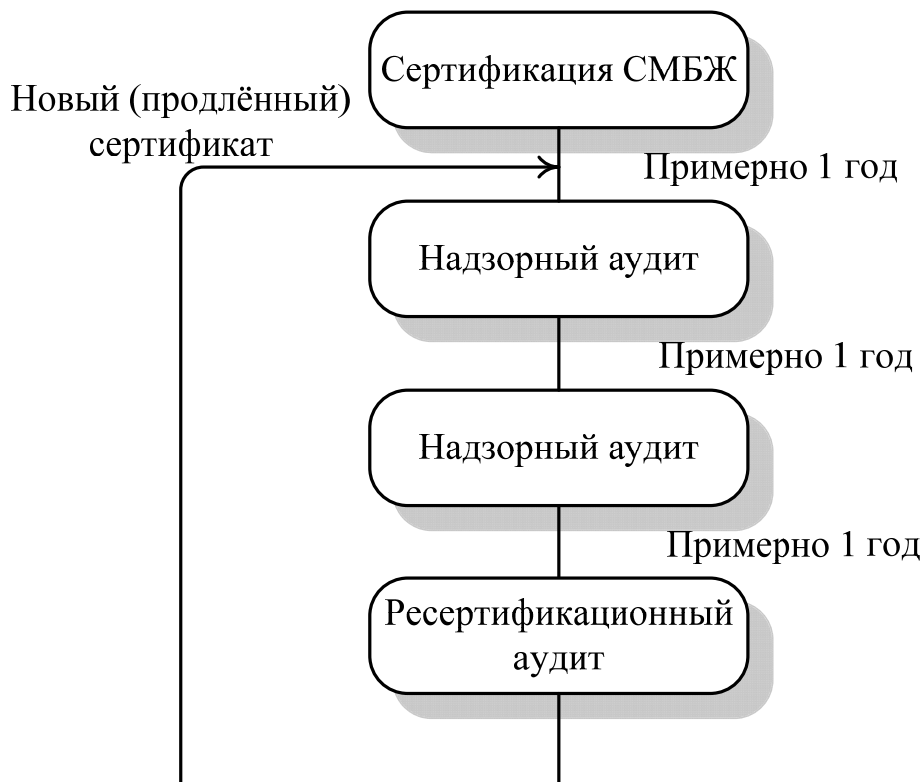 Сертификация СМБЖ
Новый (продлённый)
сертификат
Примерно 1 год
Надзорный аудит
Примерно 1 год
Надзорный аудит
Примерно 1 год
Ресертификационный
аудит